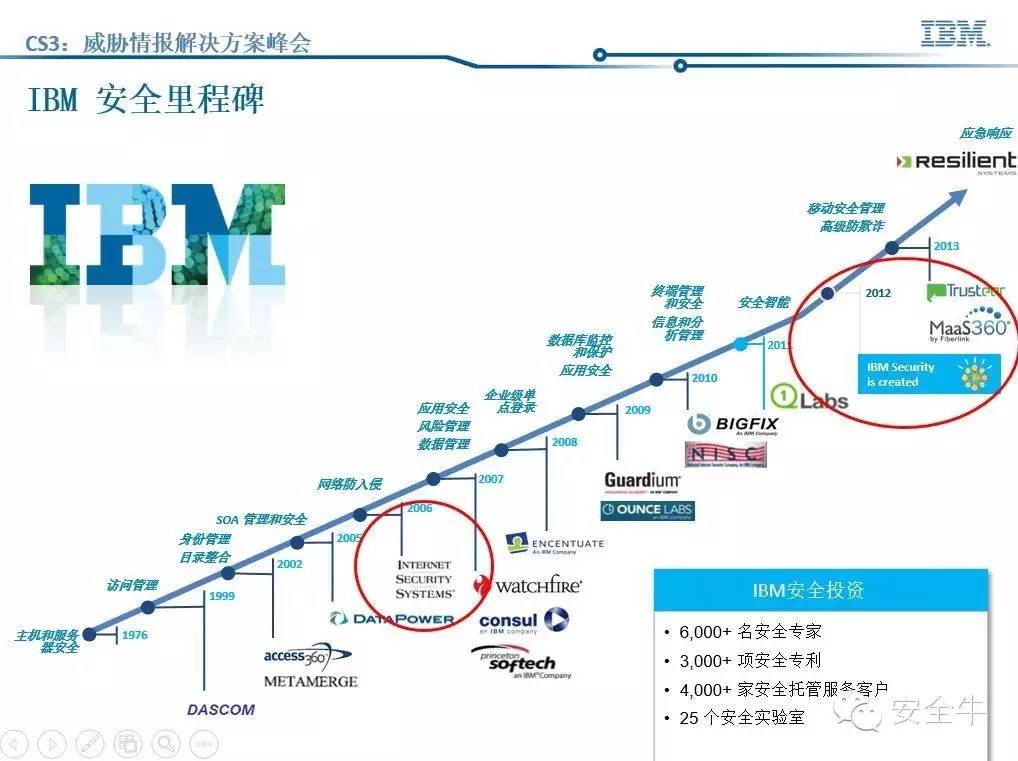 CS3：威胁情报解决方案峰会
IBM
IBM 安全里程碑
IBM
应急响应
resilient
SYSTEMS
移动安全管理
高级防欺诈
2013
Trusteer
MaaS360
by Fiberlink
2012
IBM Security
is created
安全智能
2011
Q1 Labs
终端管理
和安全
信息和分
析管理
2010
BIGFIX
An IBM Company
NISC
数据库监控
和保护
应用安全
2009
Guardium
OUNCE LABS
企业级单
点登录
2008
ENCENTUATE
An IBM Company
应用安全
风险管理
数据管理
2007
WATCHFIRE
consul
an IBM company
princeton
softech
an IBM Company
网络防入侵
2006
INTERNET
SECURITY
SYSTEMS
SOA 管理和安全
2005
DATAPOWER
身份管理
目录整合
2002
access360
METAMERGE
访问管理
1999
DASCOM
主机和服务
器安全
1976
IBM安全投资
• 6,000+ 名安全专家
• 3,000+ 项安全专利
• 4,000+ 家安全托管服务客户
• 25 个安全实验室
安全牛